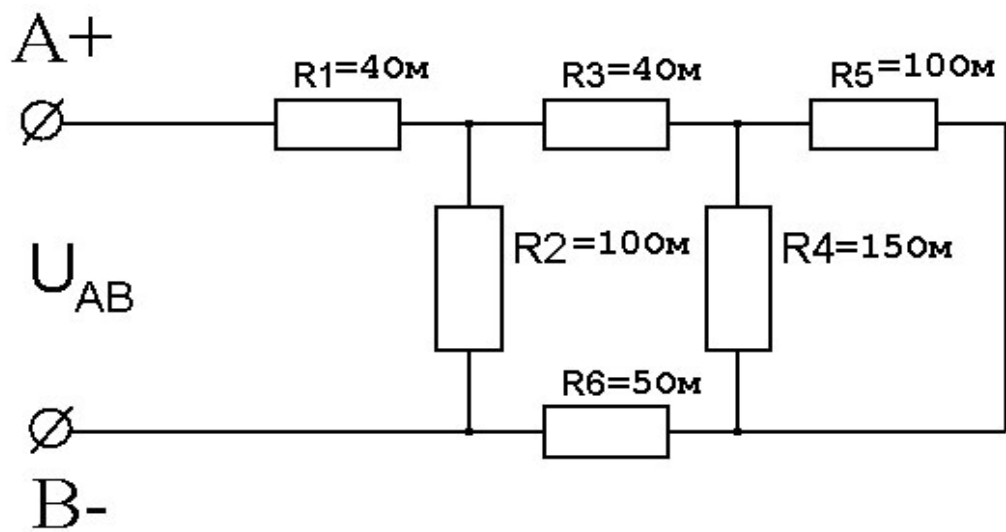 A+
R1=4Ом
R3=4Ом
R5=10Ом
R2=10Ом
R4=15Ом
UAB
R6=5Ом
B-